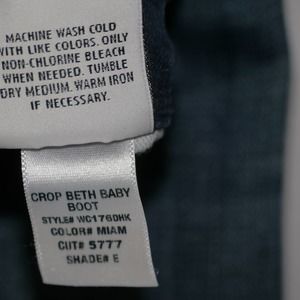 MACHINE WASH COLD
WITH LIKE COLORS. ONLY
NON-CHLORINE BLEACH
WHEN NEEDED. TUMBLE
DRY MEDIUM. WARM IRON
IF NECESSARY.
CROP BETH BABY
BOOT
STYLE# WC1760HK
COLOR# MIAM
CUT# 5777
SHADE# E